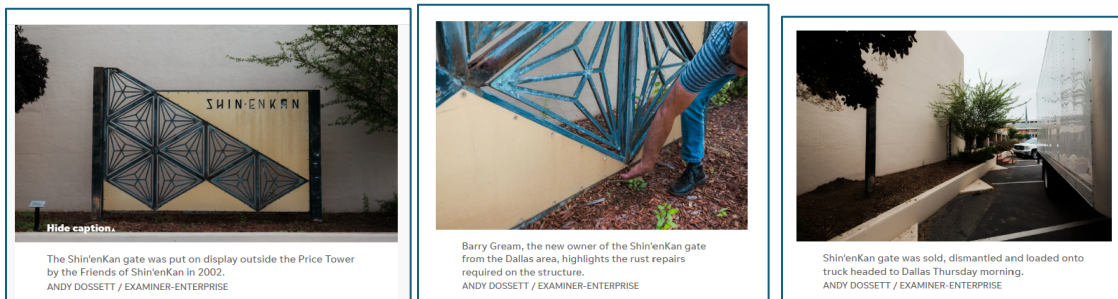 SHIN·ENKAN
Hide caption
The Shin'enKan gate was put on display outside the Price Tower
by the Friends of Shin'enKan in 2002.
ANDY DOSSETT / EXAMINER-ENTERPRISE
Barry Gream, the new owner of the Shin'enKan gate
from the Dallas area, highlights the rust repairs
required on the structure.
ANDY DOSSETT / EXAMINER-ENTERPRISE
Shin'enKan gate was sold, dismantled and loaded onto
truck headed to Dallas Thursday morning.
ANDY DOSSETT / EXAMINER-ENTERPRISE